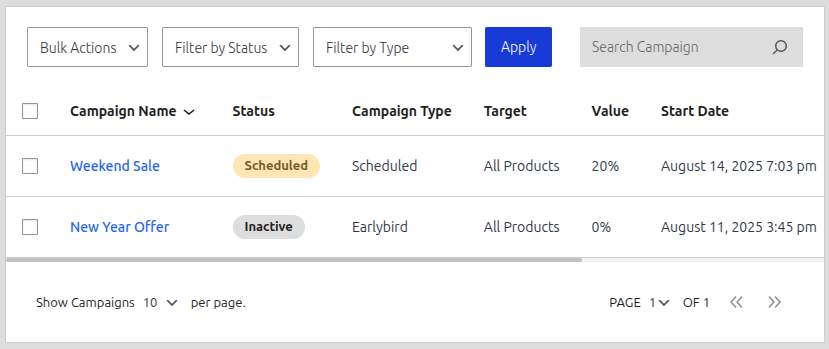 Bulk Actions Filter by Status Filter by Type Apply Search Campaign
Campaign Name Status Campaign Type Target Value Start Date
Weekend Sale Scheduled Scheduled All Products 20% August 14, 2025 7:03 pm
New Year Offer Inactive Earlybird All Products 0% August 11, 2025 3:45 pm
Show Campaigns 10 per page. PAGE 1 OF 1